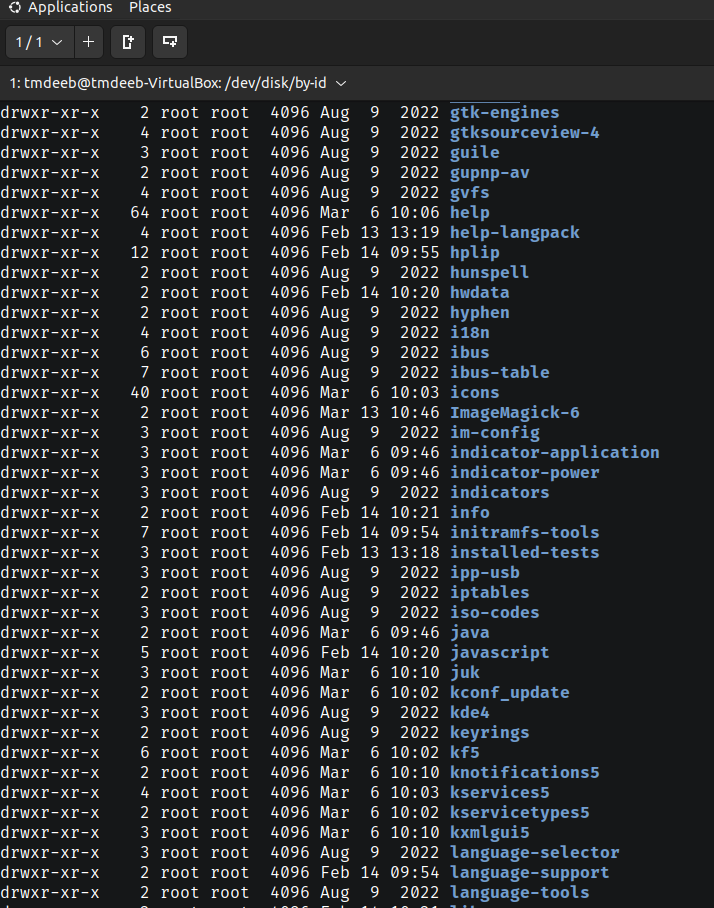 Applications Places
1 / 1
1: tmdeeb@tmdeeb-VirtualBox: /dev/disk/by-id
drwxr-xr-x 2 root root 4096 Aug 9 2022 gtk-engines
drwxr-xr-x 4 root root 4096 Aug 9 2022 gtksourceview-4
drwxr-xr-x 3 root root 4096 Aug 9 2022 guile
drwxr-xr-x 2 root root 4096 Aug 9 2022 gupnp-av
drwxr-xr-x 4 root root 4096 Aug 9 2022 gvfs
drwxr-xr-x 64 root root 4096 Mar 6 10:06 help
drwxr-xr-x 4 root root 4096 Feb 13 13:19 help-langpack
drwxr-xr-x 12 root root 4096 Feb 14 09:55 hplip
drwxr-xr-x 2 root root 4096 Aug 9 2022 hunspell
drwxr-xr-x 2 root root 4096 Feb 14 10:20 hwdata
drwxr-xr-x 2 root root 4096 Aug 9 2022 hyphen
drwxr-xr-x 4 root root 4096 Aug 9 2022 i18n
drwxr-xr-x 6 root root 4096 Aug 9 2022 ibus
drwxr-xr-x 7 root root 4096 Aug 9 2022 ibus-table
drwxr-xr-x 40 root root 4096 Mar 6 10:03 icons
drwxr-xr-x 2 root root 4096 Mar 13 10:46 ImageMagick-6
drwxr-xr-x 3 root root 4096 Aug 9 2022 im-config
drwxr-xr-x 3 root root 4096 Mar 6 09:46 indicator-application
drwxr-xr-x 3 root root 4096 Mar 6 09:46 indicator-power
drwxr-xr-x 3 root root 4096 Aug 9 2022 indicators
drwxr-xr-x 2 root root 4096 Feb 14 10:21 info
drwxr-xr-x 7 root root 4096 Feb 14 09:54 initramfs-tools
drwxr-xr-x 3 root root 4096 Feb 13 13:18 installed-tests
drwxr-xr-x 3 root root 4096 Aug 9 2022 ipp-usb
drwxr-xr-x 2 root root 4096 Aug 9 2022 iptables
drwxr-xr-x 3 root root 4096 Aug 9 2022 iso-codes
drwxr-xr-x 2 root root 4096 Mar 6 09:46 java
drwxr-xr-x 5 root root 4096 Feb 14 10:20 javascript
drwxr-xr-x 3 root root 4096 Mar 6 10:10 juk
drwxr-xr-x 2 root root 4096 Mar 6 10:02 kconf_update
drwxr-xr-x 3 root root 4096 Aug 9 2022 kde4
drwxr-xr-x 2 root root 4096 Aug 9 2022 keyrings
drwxr-xr-x 6 root root 4096 Mar 6 10:02 kf5
drwxr-xr-x 2 root root 4096 Mar 6 10:10 knotifications5
drwxr-xr-x 4 root root 4096 Mar 6 10:03 kservices5
drwxr-xr-x 2 root root 4096 Mar 6 10:02 kservicetypes5
drwxr-xr-x 3 root root 4096 Mar 6 10:10 kxmlgui5
drwxr-xr-x 3 root root 4096 Aug 9 2022 language-selector
drwxr-xr-x 2 root root 4096 Feb 14 09:54 language-support
drwxr-xr-x 2 root root 4096 Aug 9 2022 language-tools